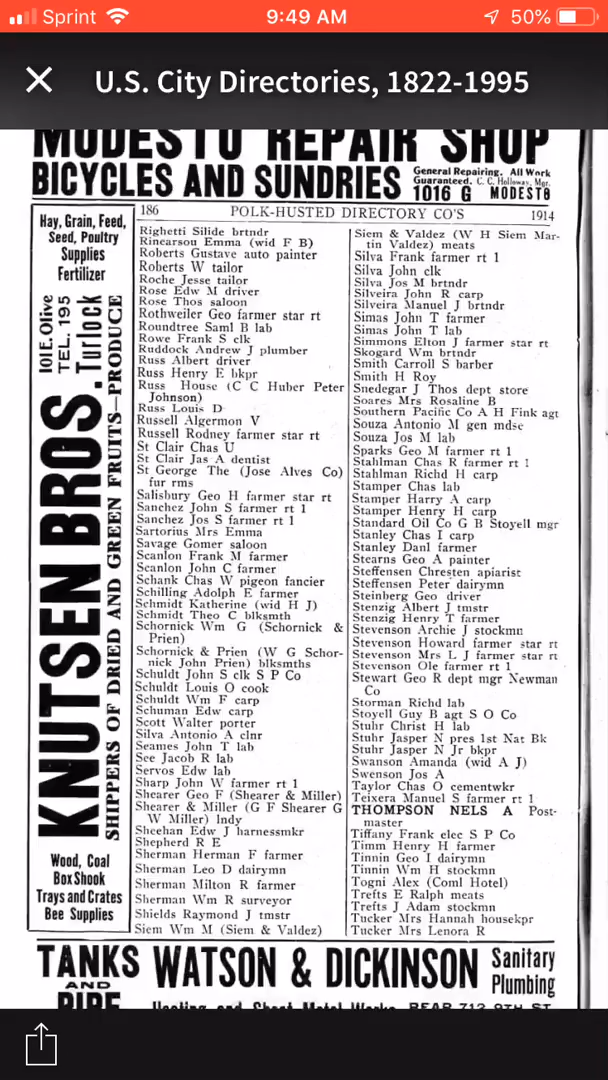 Sprint 9:49 AM 50%
U.S. City Directories, 1822-1995
MODESTO REPAIR SHOP
BICYCLES AND SUNDRIES
General Repairing. All Work
Guaranteed. C. C. Holloway, Mgr.
1016 G MODESTO
Hay, Grain, Feed,
Seed, Poultry
Supplies
Fertilizer
101 E. Olive
TEL. 195
KNUTSEN BROS. Turlock
SHIPPERS OF DRIED AND GREEN FRUITS—PRODUCE
Wood, Coal
Box Shook
Trays and Crates
Bee Supplies
186 POLK-HUSTED DIRECTORY CO'S 1914
Righetti Silide brtndr
Rinearsou Emma (wid F B)
Roberts Gustave auto painter
Roberts W tailor
Roche Jesse tailor
Rose Edw M driver
Rose Thos saloon
Rothweiler Geo farmer star rt
Roundtree Saml B lab
Rowe Frank S clk
Ruddock Andrew J plumber
Russ Albert driver
Russ Henry E bkpr
Russ House (C C Huber Peter
Johnson)
Russ Louis D
Russell Algermon V
Russell Rodney farmer star rt
St Clair Chas U
St Clair Jas A dentist
St George The (Jose Alves Co)
fur rms
Salisbury Geo H farmer star rt
Sanchez John S farmer rt 1
Sanchez Jos S farmer rt 1
Sartorius Mrs Emma
Savage Gomer saloon
Scanlon Frank M farmer
Scanlon John C farmer
Schank Chas W pigeon fancier
Schilling Adolph E farmer
Schmidt Katherine (wid H J)
Schmidt Theo C blksmth
Schornick Wm G (Schornick &
Prien)
Schornick & Prien (W G Schor-
nick John Prien) blksmths
Schuldt John S clk S P Co
Schuldt Louis O cook
Schuldt Wm F carp
Schuman Edw carp
Scott Walter porter
Silva Antonio A clnr
Seames John T lab
See Jacob R lab
Servos Edw lab
Sharp John W farmer rt 1
Shearer Geo F (Shearer & Miller)
Shearer & Miller (G F Shearer G
W Miller) lndy
Sheehan Edw J harnessmkr
Shepherd R E
Sherman Herman F farmer
Sherman Leo D dairymn
Sherman Milton R farmer
Sherman Wm R surveyor
Shields Raymond J tmstr
Siem Wm M (Siem & Valdez)
Siem & Valdez (W H Siem Mar-
tin Valdez) meats
Silva Frank farmer rt 1
Silva John clk
Silva Jos M brtndr
Silveira John R carp
Silveira Manuel J brtndr
Simas John T farmer
Simas John T lab
Simmons Elton J farmer star rt
Skogard Wm brtndr
Smith Carroll S barber
Smith H Roy
Snedegar J Thos dept store
Soares Mrs Rosaline B
Southern Pacific Co A H Fink agt
Souza Antonio M gen mdse
Souza Jos M lab
Sparks Geo M farmer rt 1
Stahlman Chas R farmer rt 1
Stahlman Richd H carp
Stamper Chas lab
Stamper Harry A carp
Stamper Henry H carp
Standard Oil Co G B Stoyell mgr
Stanley Chas I carp
Stanley Danl farmer
Stearns Geo A painter
Steffensen Chresten apiarist
Steffensen Peter dairymn
Steinberg Geo driver
Stenzig Albert J tmstr
Stenzig Henry T farmer
Stevenson Archie J stockmn
Stevenson Howard farmer star rt
Stevenson Mrs L J farmer star rt
Stevenson Ole farmer rt 1
Stewart Geo R dept mgr Newman
Co
Storman Richd lab
Stoyell Guy B agt S O Co
Stuhr Christ H lab
Stuhr Jasper N pres 1st Nat Bk
Stuhr Jasper N Jr bkpr
Swanson Amanda (wid A J)
Swenson Jos A
Taylor Chas O cementwkr
Teixera Manuel S farmer rt 1
THOMPSON NELS A Post-
master
Tiffany Frank elec S P Co
Timm Henry H farmer
Tinnin Geo I dairymn
Tinnin Wm H stockmn
Togni Alex (Coml Hotel)
Trefts E Ralph meats
Trefts J Adam stockmn
Tucker Mrs Hannah housekpr
Tucker Mrs Lenora R
TANKS
AND
PIPE
WATSON & DICKINSON
Sanitary
Plumbing
Heating and Sheet Metal Works REAR 712 9TH ST